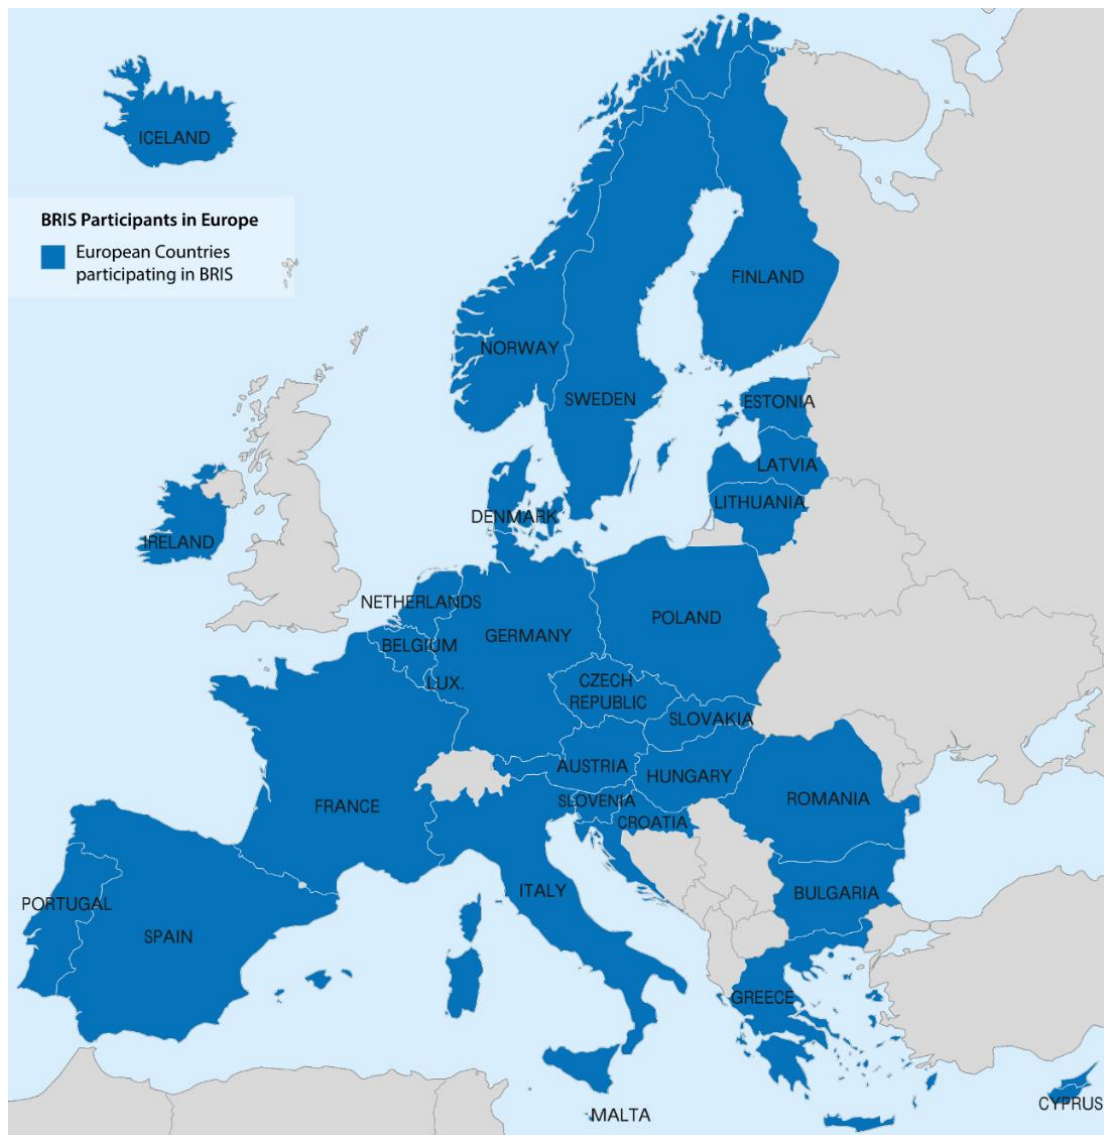 ICELAND
BRIS Participants in Europe
European Countries
participating in BRIS
FINLAND
NORWAY
SWEDEN
ESTONIA
LATVIA
LITHUANIA
DENMARK
IRELAND
NETHERLANDS
POLAND
GERMANY
BELGIUM
LUX.
CZECH
REPUBLIC
SLOVAKIA
AUSTRIA
HUNGARY
SLOVENIA
ROMANIA
FRANCE
CROATIA
ITALY
BULGARIA
PORTUGAL
SPAIN
GREECE
CYPRUS
MALTA